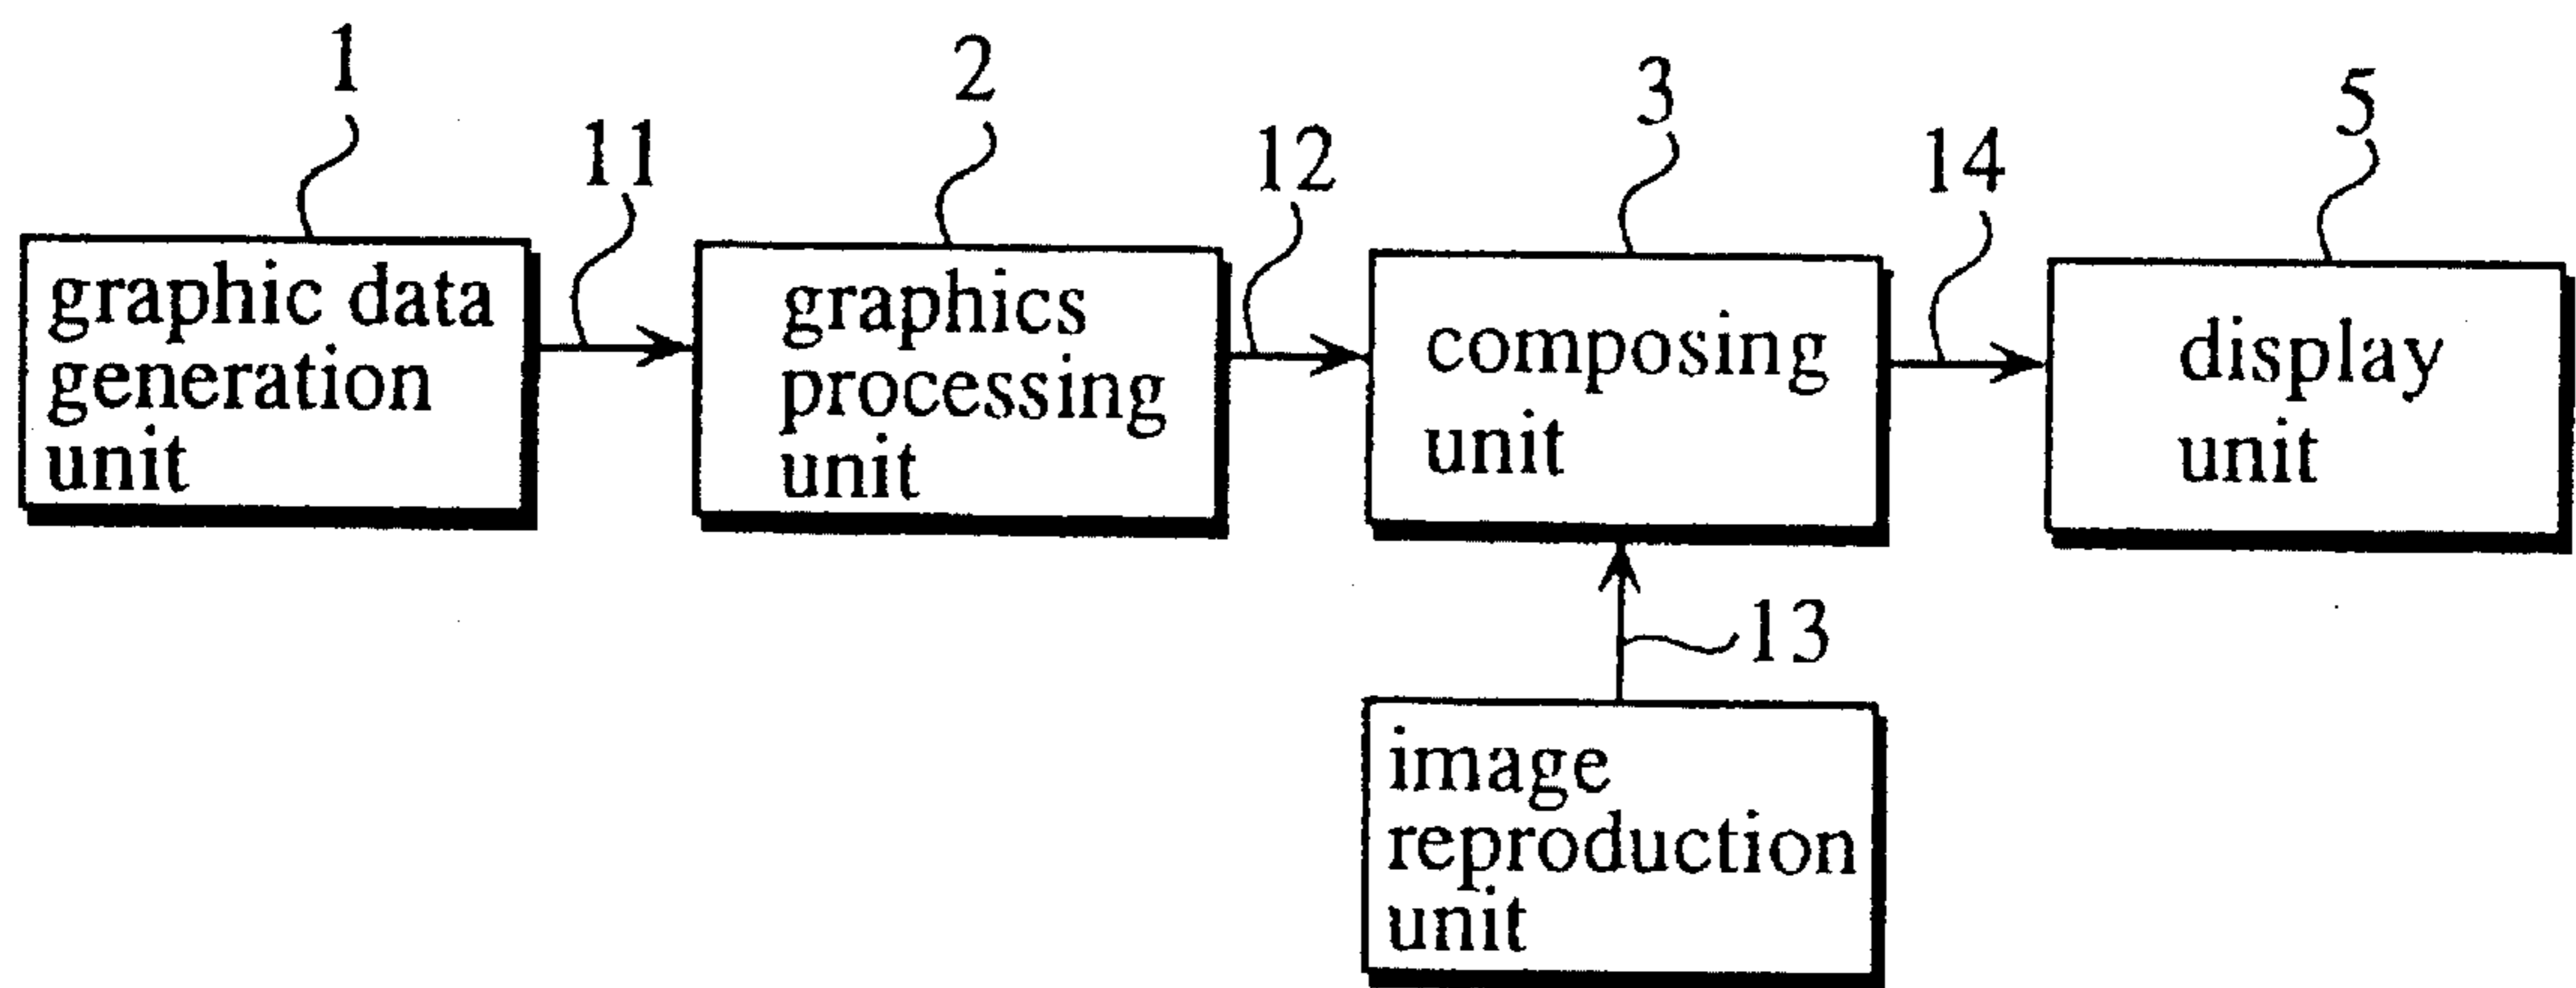 1
2
3
5
11
12
14
graphic data
generation
unit
graphics
processing
unit
composing
unit
display
unit
13
image
reproduction
unit